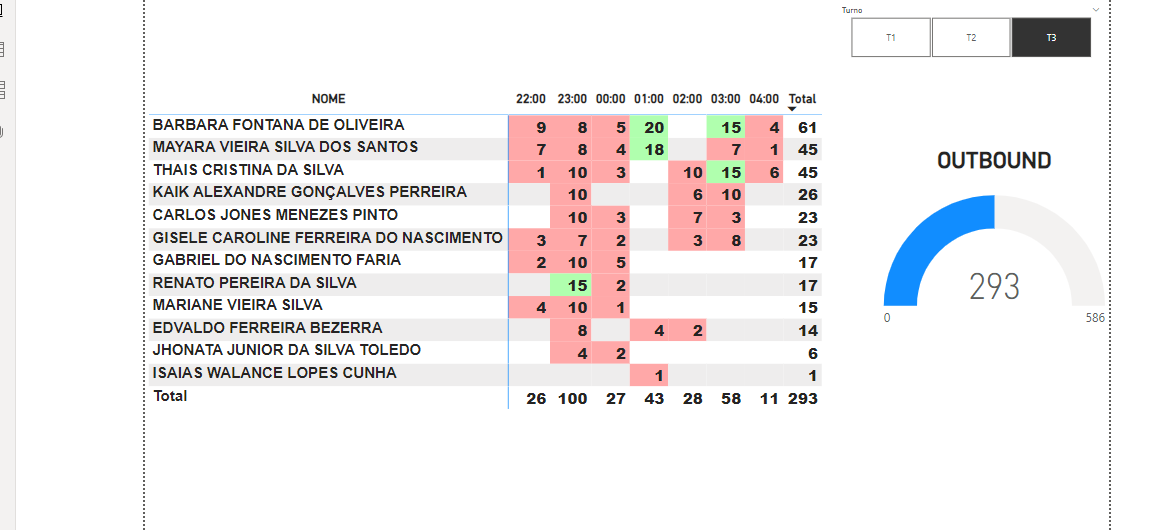 Turno
T1 T2 T3
NOME 22:00 23:00 00:00 01:00 02:00 03:00 04:00 Total
BARBARA FONTANA DE OLIVEIRA 9 8 5 20 15 4 61
MAYARA VIEIRA SILVA DOS SANTOS 7 8 4 18 7 1 45
THAIS CRISTINA DA SILVA 1 10 3 10 15 6 45
KAIK ALEXANDRE GONÇALVES PERREIRA 10 6 10 26
CARLOS JONES MENEZES PINTO 10 3 7 3 23
GISELE CAROLINE FERREIRA DO NASCIMENTO 3 7 2 3 8 23
GABRIEL DO NASCIMENTO FARIA 2 10 5 17
RENATO PEREIRA DA SILVA 15 2 17
MARIANE VIEIRA SILVA 4 10 1 15
EDVALDO FERREIRA BEZERRA 8 4 2 14
JHONATA JUNIOR DA SILVA TOLEDO 4 2 6
ISAIAS WALANCE LOPES CUNHA 1 1
Total 26 100 27 43 28 58 11 293
OUTBOUND
293
0 586